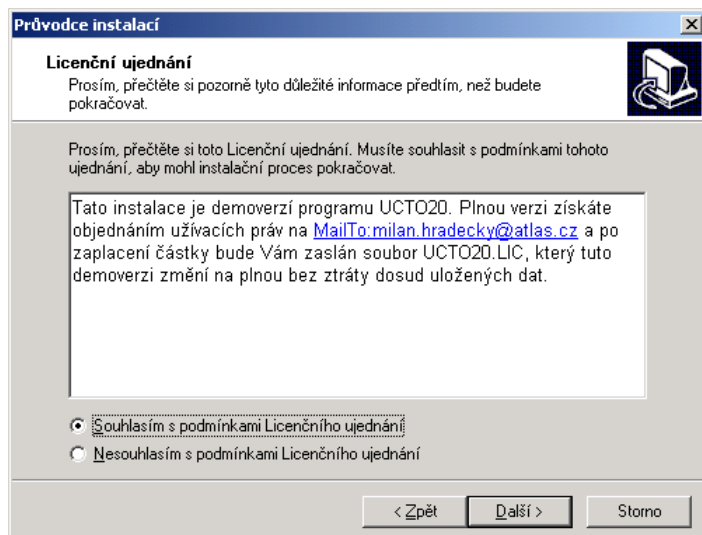 Průvodce instalací
Licenční ujednání
Prosím, přečtěte si pozorně tyto důležité informace předtím, než budete
pokračovat.
Prosím, přečtěte si toto Licenční ujednání. Musíte souhlasit s podmínkami tohoto
ujednání, aby mohl instalační proces pokračovat.
Tato instalace je demoverzí programu UCTO20. Plnou verzi získáte
objednáním užívacích práv na MailTo:milan.hradecky@atlas.cz a po
zaplacení částky bude Vám zaslán soubor UCTO20.LIC, který tuto
demoverzi změní na plnou bez ztráty dosud uložených dat.
Souhlasím s podmínkami Licenčního ujednání
Nesouhlasím s podmínkami Licenčního ujednání
< Zpět
Další >
Storno